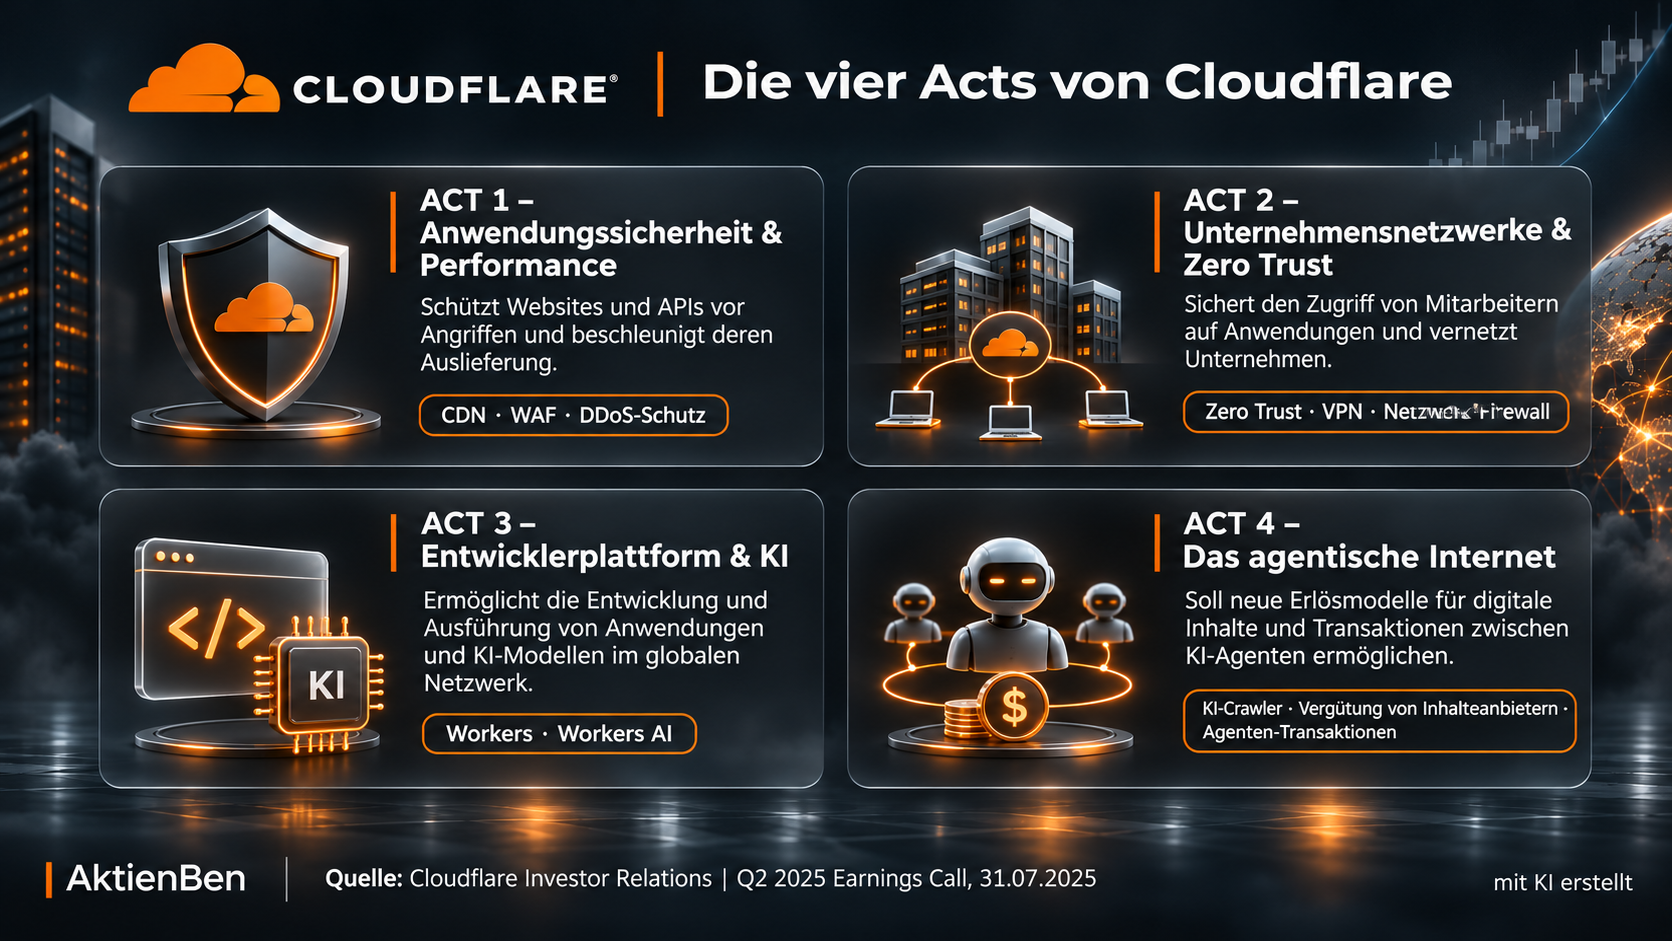 CLOUDFLARE®
Die vier Acts von Cloudflare
ACT 1 –
Anwendungssicherheit &
Performance
Schützt Websites und APIs vor
Angriffen und beschleunigt deren
Auslieferung.
CDN · WAF · DDoS-Schutz
ACT 2 –
Unternehmensnetzwerke &
Zero Trust
Sichert den Zugriff von Mitarbeitern
auf Anwendungen und vernetzt
Unternehmen.
Zero Trust · VPN ·
ACT 3 –
Entwicklerplattform & KI
Ermöglicht die Entwicklung und
Ausführung von Anwendungen
und KI-Modellen im globalen
Netzwerk.
Workers · Workers AI
</>
KI
ACT 4 –
Das agentische Internet
Soll neue Erlösmodelle für digitale
Inhalte und Transaktionen zwischen
KI-Agenten ermöglichen.
KI-Crawler · Vergütung von Inhalteanbietern ·
Agenten-Transaktionen
$
AktienBen
Quelle: Cloudflare Investor Relations | Q2 2025 Earnings Call, 31.07.2025
mit KI erstellt